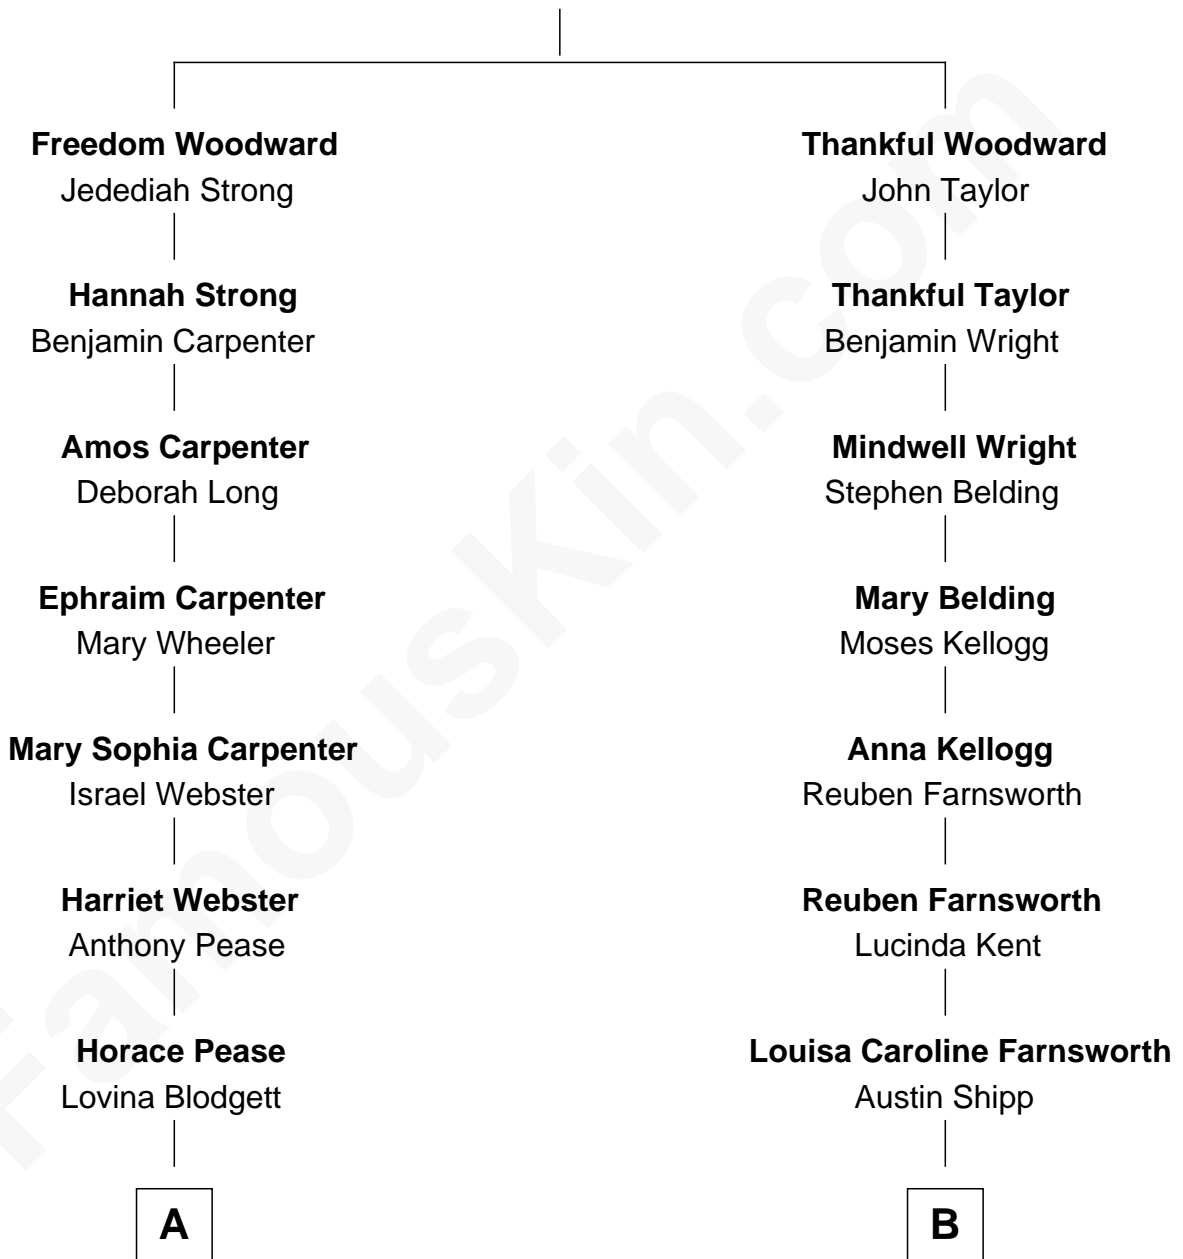 Freedom Woodward
Jedediah Strong
Hannah Strong
Benjamin Carpenter
Amos Carpenter
Deborah Long
Ephraim Carpenter
Mary Wheeler
Mary Sophia Carpenter
Israel Webster
Harriet Webster
Anthony Pease
Horace Pease
Lovina Blodgett
A
Thankful Woodward
John Taylor
Thankful Taylor
Benjamin Wright
Mindwell Wright
Stephen Belding
Mary Belding
Moses Kellogg
Anna Kellogg
Reuben Farnsworth
Reuben Farnsworth
Lucinda Kent
Louisa Caroline Farnsworth
Austin Shipp
B
FamousKin.com